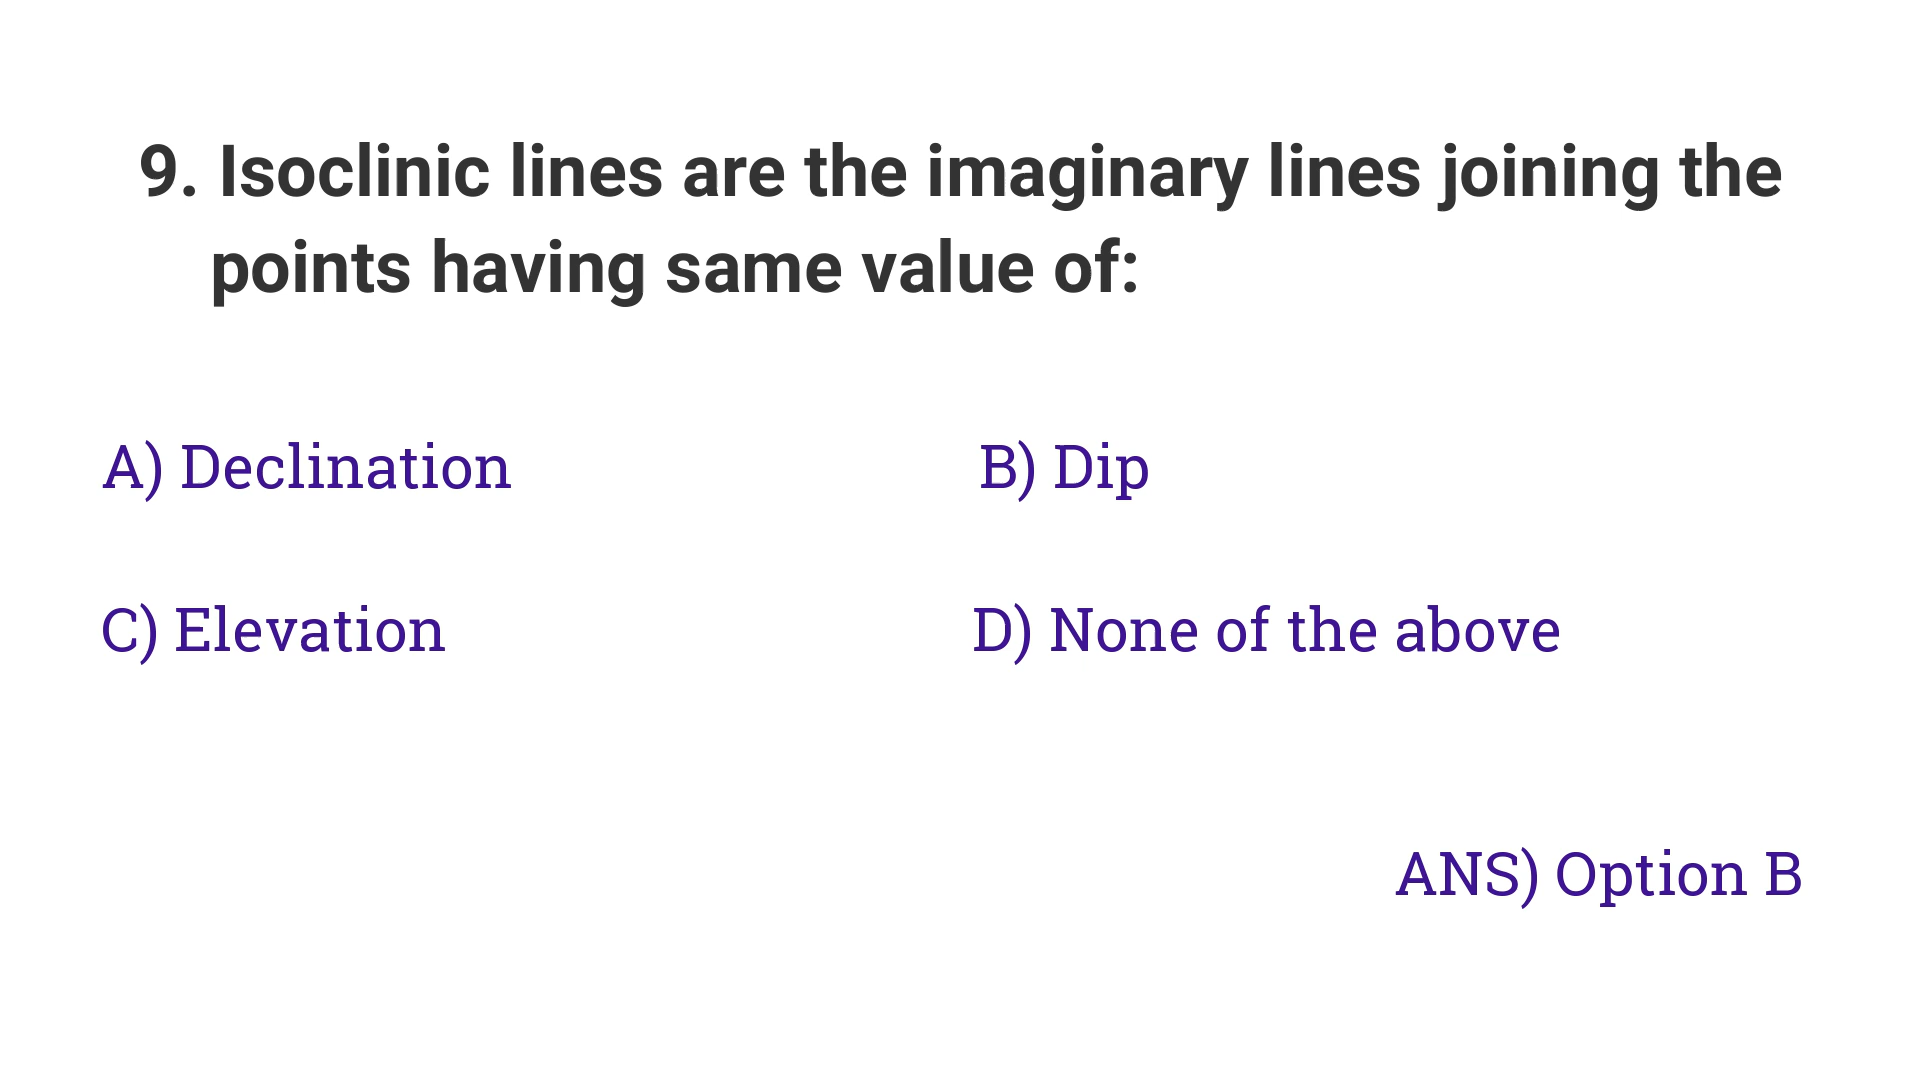 9. Isoclinic lines are the imaginary lines joining the
points having same value of:
A) Declination
B) Dip
C) Elevation
D) None of the above
ANS) Option B